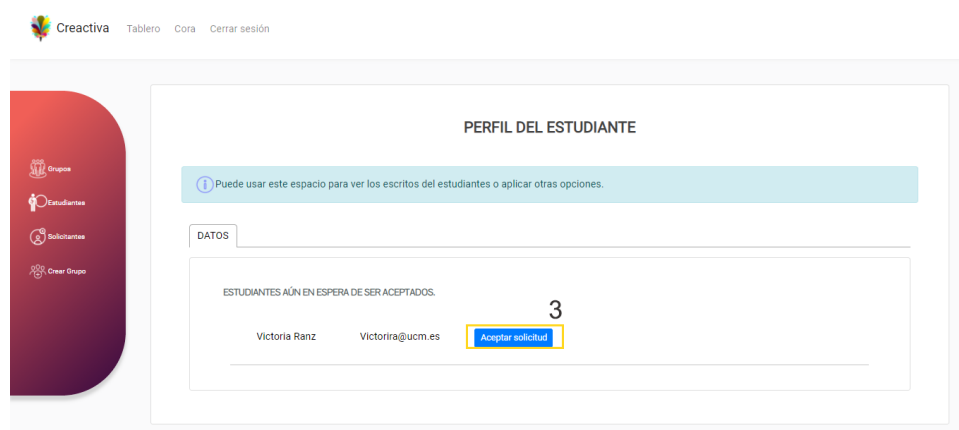 Creactiva Tablero Cora Cerrar sesión
PERFIL DEL ESTUDIANTE
Grupos
Estudiantes
Solicitantes
Crear Grupo
Puede usar este espacio para ver los escritos del estudiantes o aplicar otras opciones.
DATOS
ESTUDIANTES AÚN EN ESPERA DE SER ACEPTADOS.
3
Victoria Ranz Victorira@ucm.es Aceptar solicitud